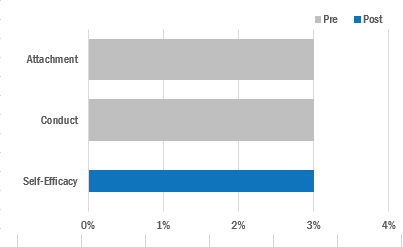 Pre Post
Attachment
Conduct
Self-Efficacy
0% 1% 2% 3% 4%